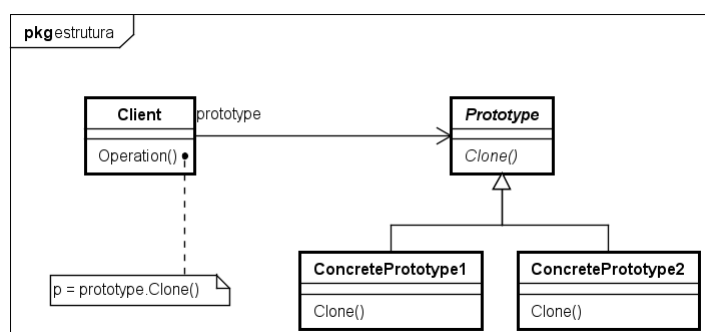 pkg estrutura
Client
prototype
Prototype
Operation()
Clone()
p = prototype.Clone()
ConcretePrototype1
ConcretePrototype2
Clone()
Clone()